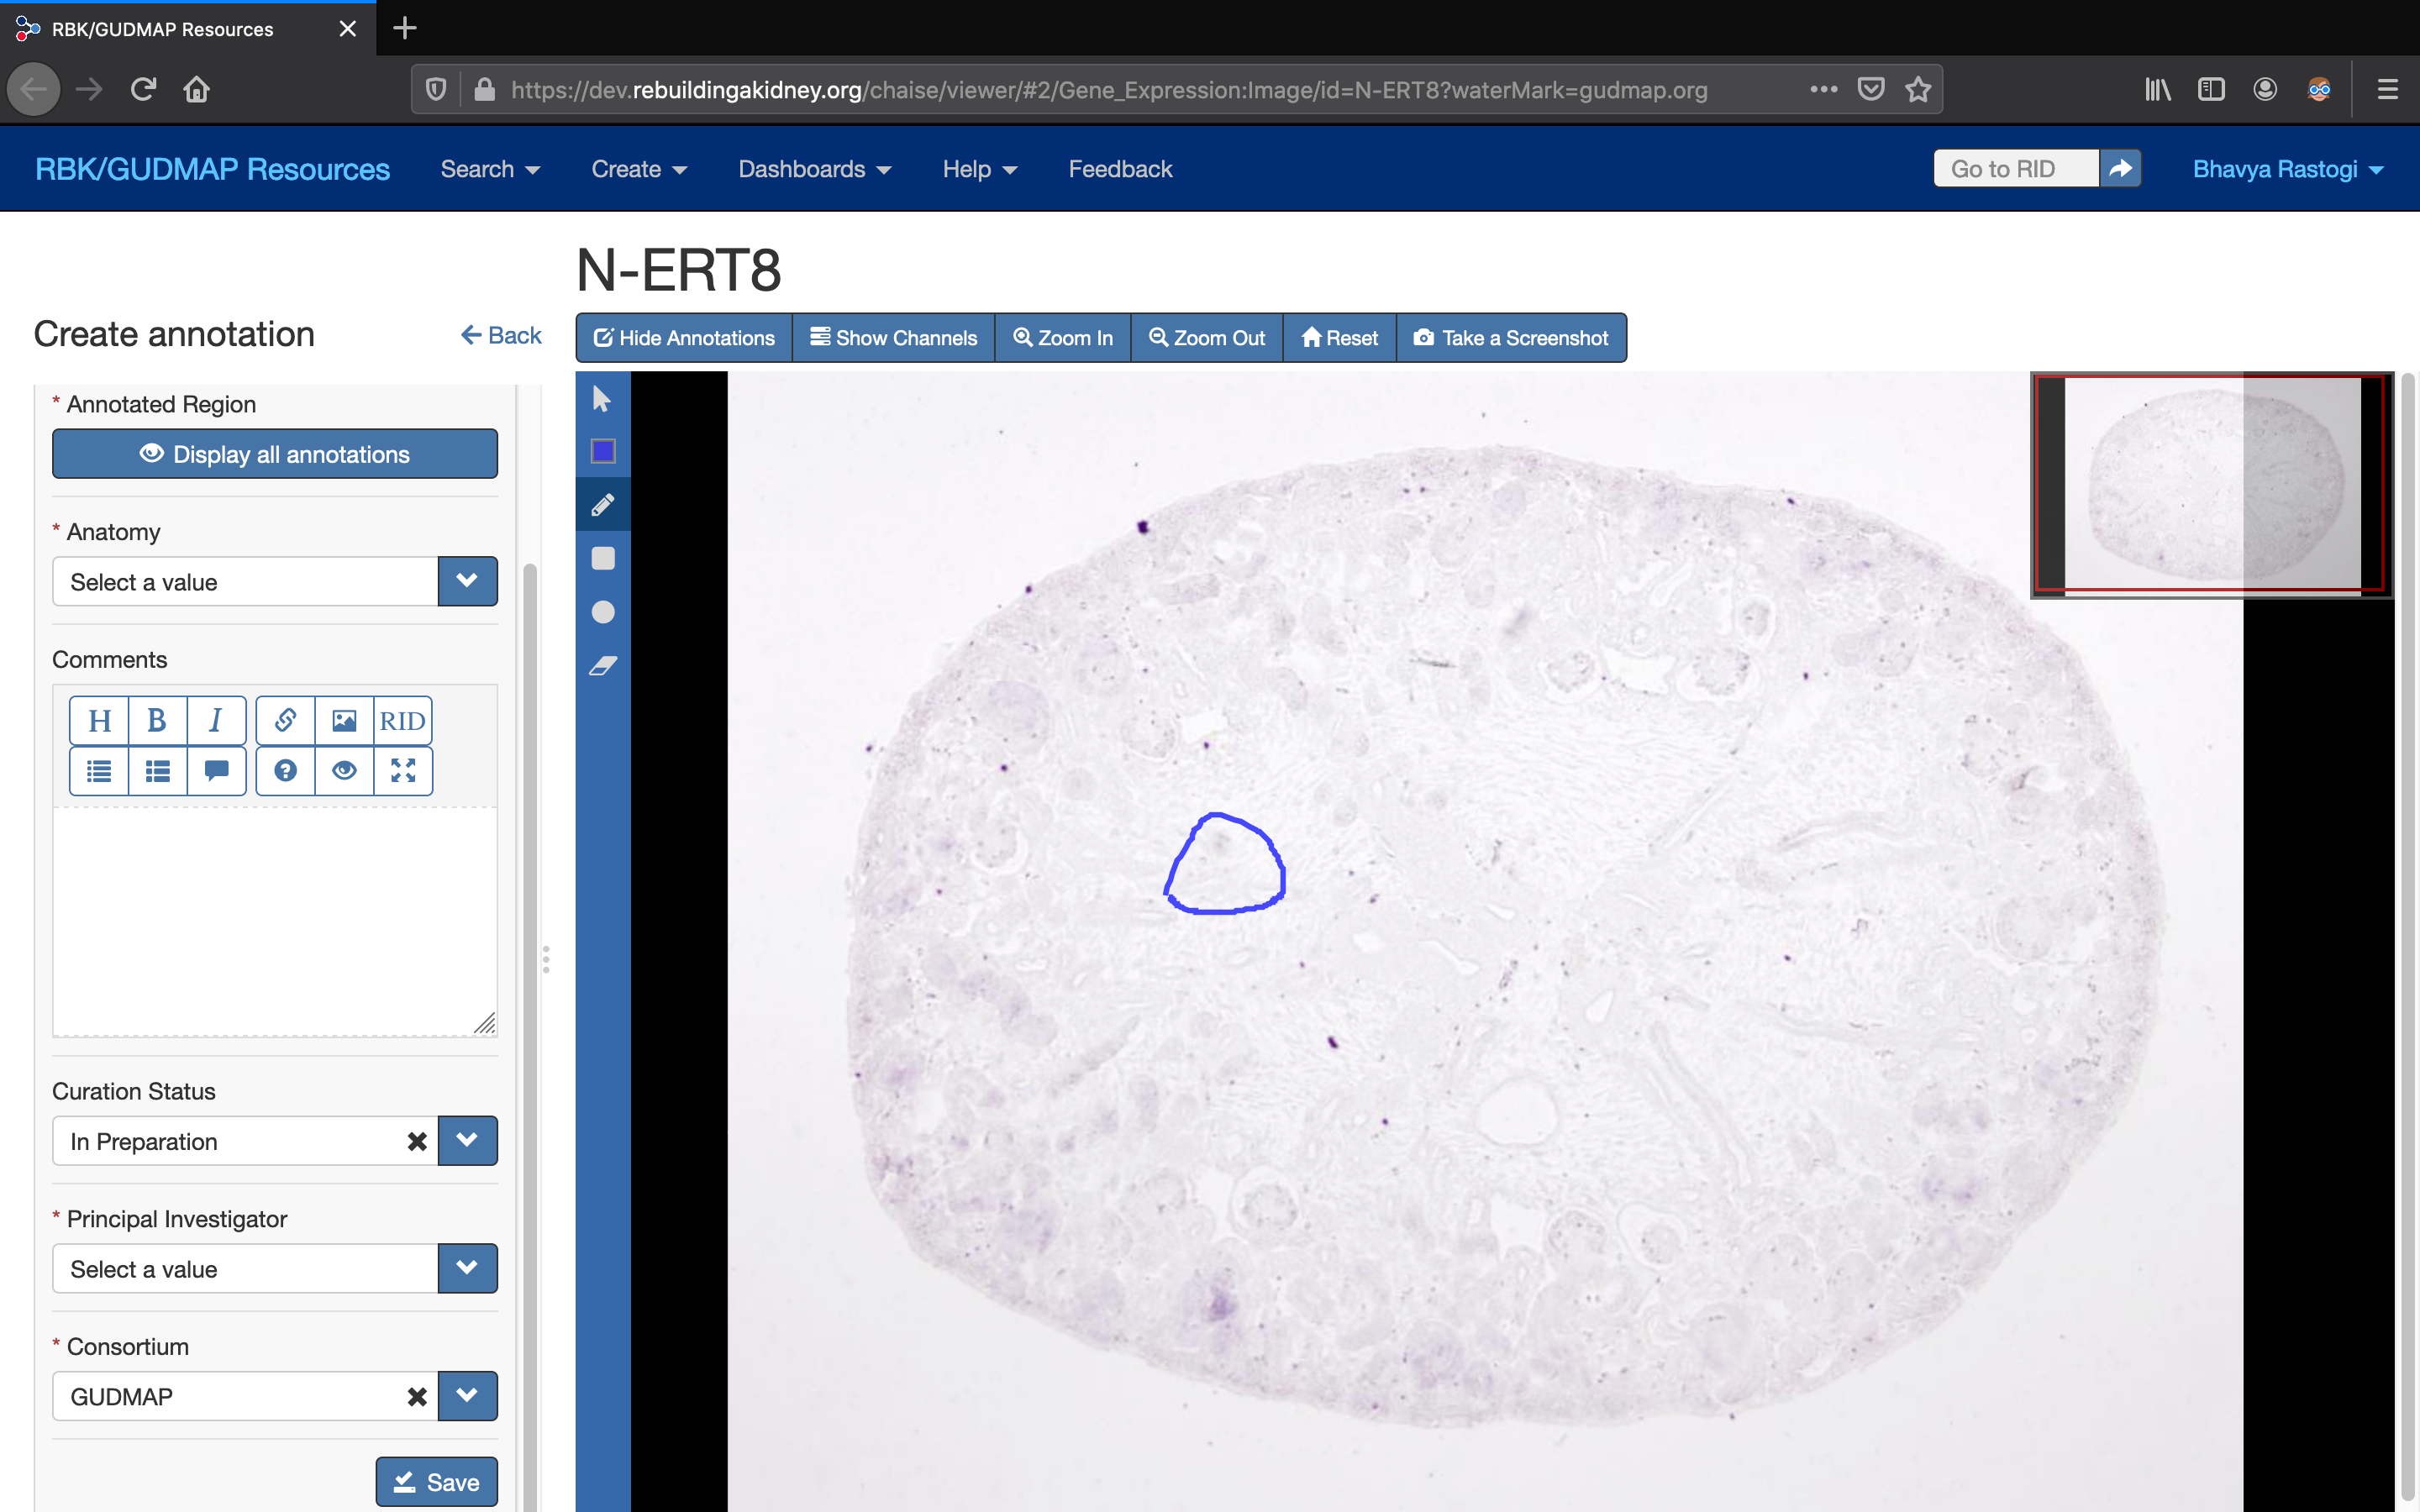 RBK/GUDMAP Resources
https://dev.rebuildingakidney.org/chaise/viewer/#2/Gene_Expression:Image/id=N-ERT8?waterMark=gudmap.org
RBK/GUDMAP Resources Search Create Dashboards Help Feedback Go to RID Bhavya Rastogi
N-ERT8
Create annotation Back
Hide Annotations Show Channels Zoom In Zoom Out Reset Take a Screenshot
* Annotated Region
Display all annotations
* Anatomy
Select a value
Comments
H B I RID
Curation Status
In Preparation
* Principal Investigator
Select a value
* Consortium
GUDMAP
Save